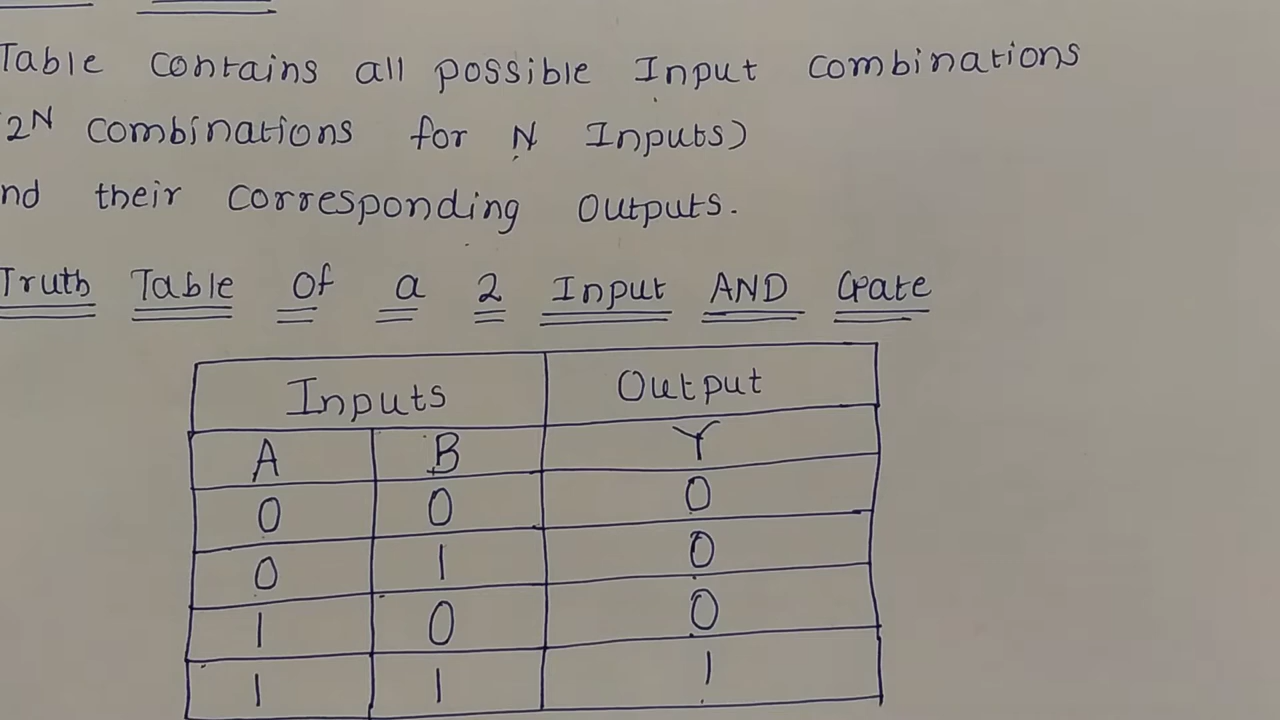 Table contains all possible Input combinations
2^N combinations for N Inputs)
nd their corresponding outputs.
Truth Table of a 2 Input AND Gate
Inputs Output
A B Y
0 0 0
0 1 0
1 0 0
1 1 1